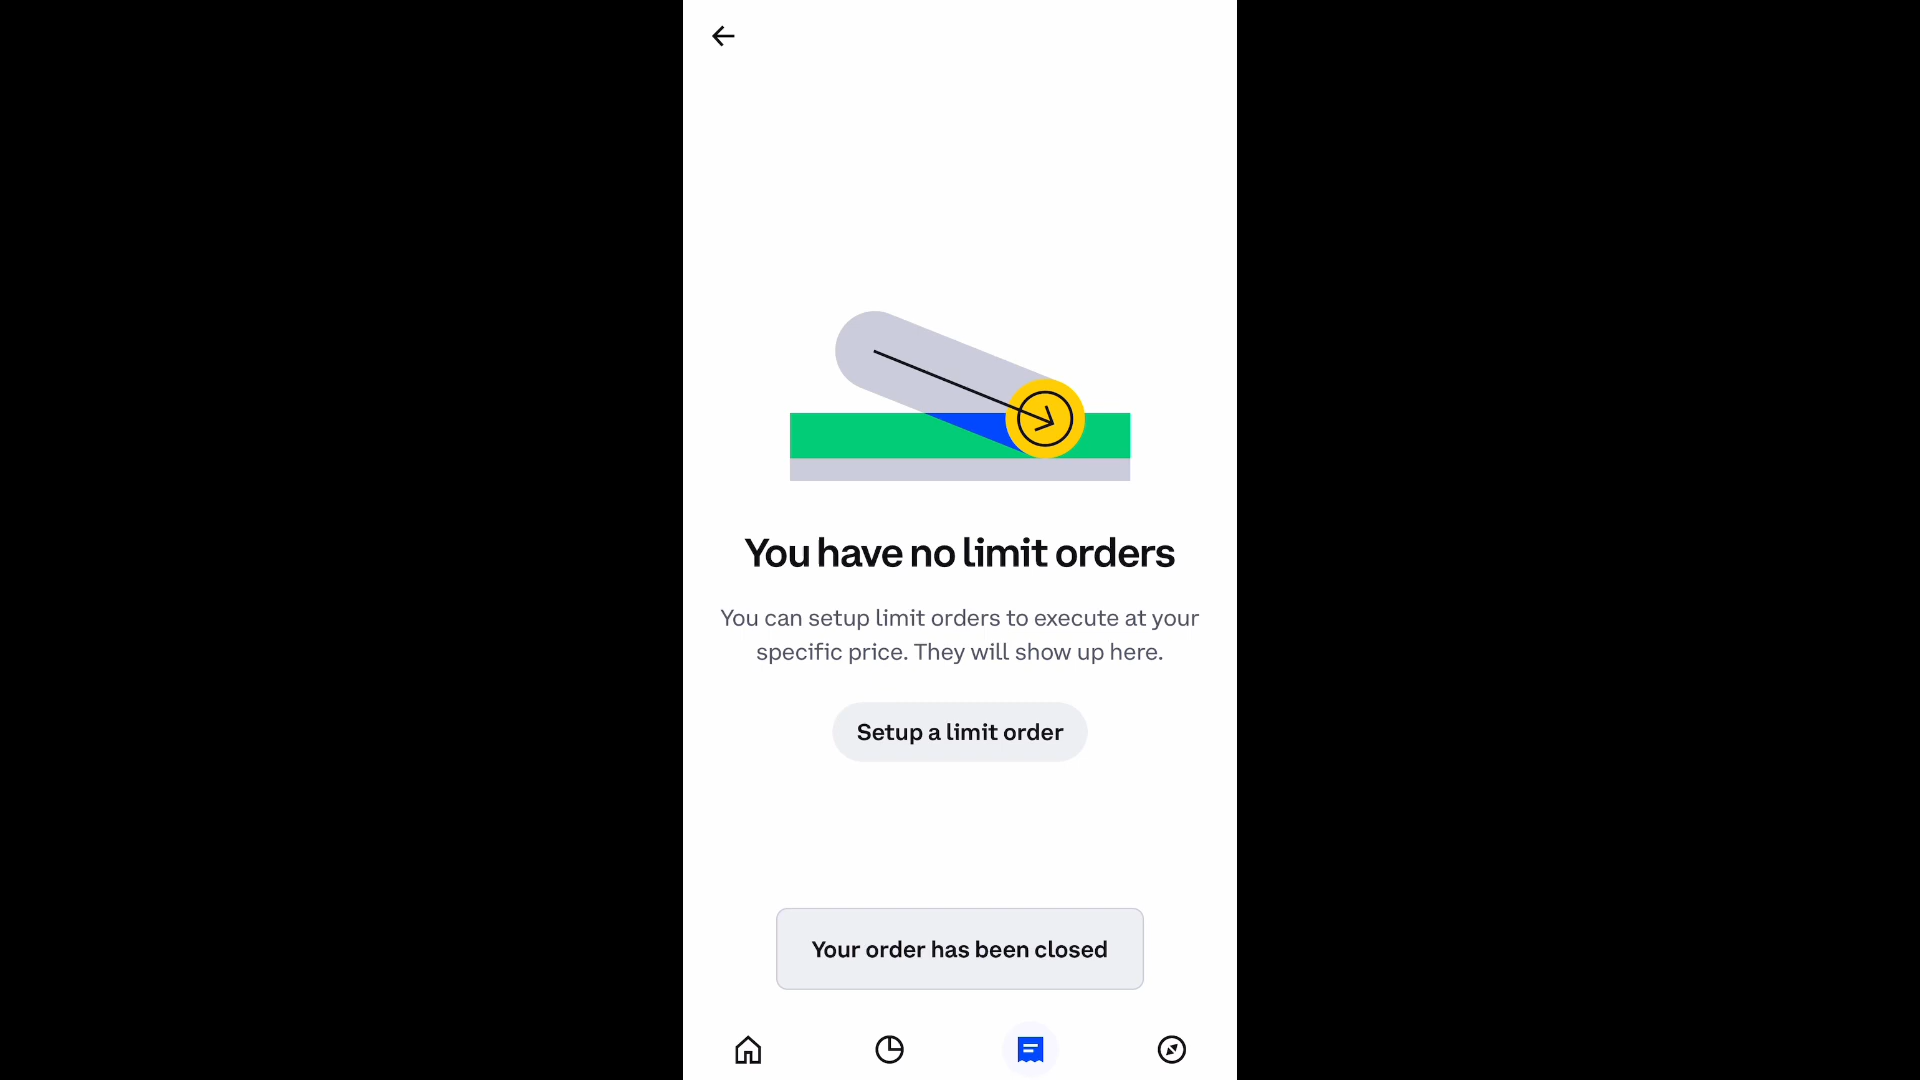 You have no limit orders
You can setup limit orders to execute at your
specific price. They will show up here.
Setup a limit order
Your order has been closed